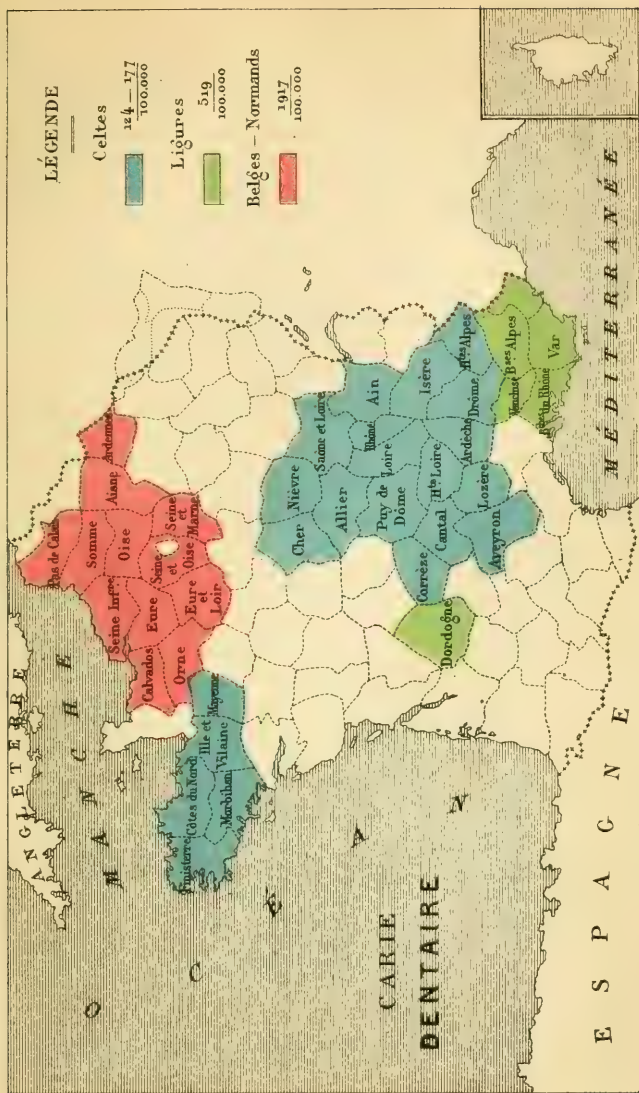 LÉGENDE
Celtes
124 — 177
100.000
Ligures
519
100.000
Belges — Normands
1917
100.000
ANGLETERRE
MANCHE
OCÉAN
CARIE
DENTAIRE
ESPAGNE
MÉDITERRANÉE
Pas de Calais
Somme
Aisne
Ardennes
Seine Infre
Oise
Eure
Seine et Oise
Seine et Marne
Calvados
Orne
Eure et Loir
Finistère
Côtes du Nord
Ille et Vilaine
Mayenne
Morbihan
Cher
Nièvre
Allier
Saône et Loire
Ain
Rhône
Loire
Puy de Dôme
Isère
Corrèze
Cantal
Hte Loire
Ardèche
Drôme
Htes Alpes
Aveyron
Lozère
Dordogne
Vaucluse
Bses Alpes
Var